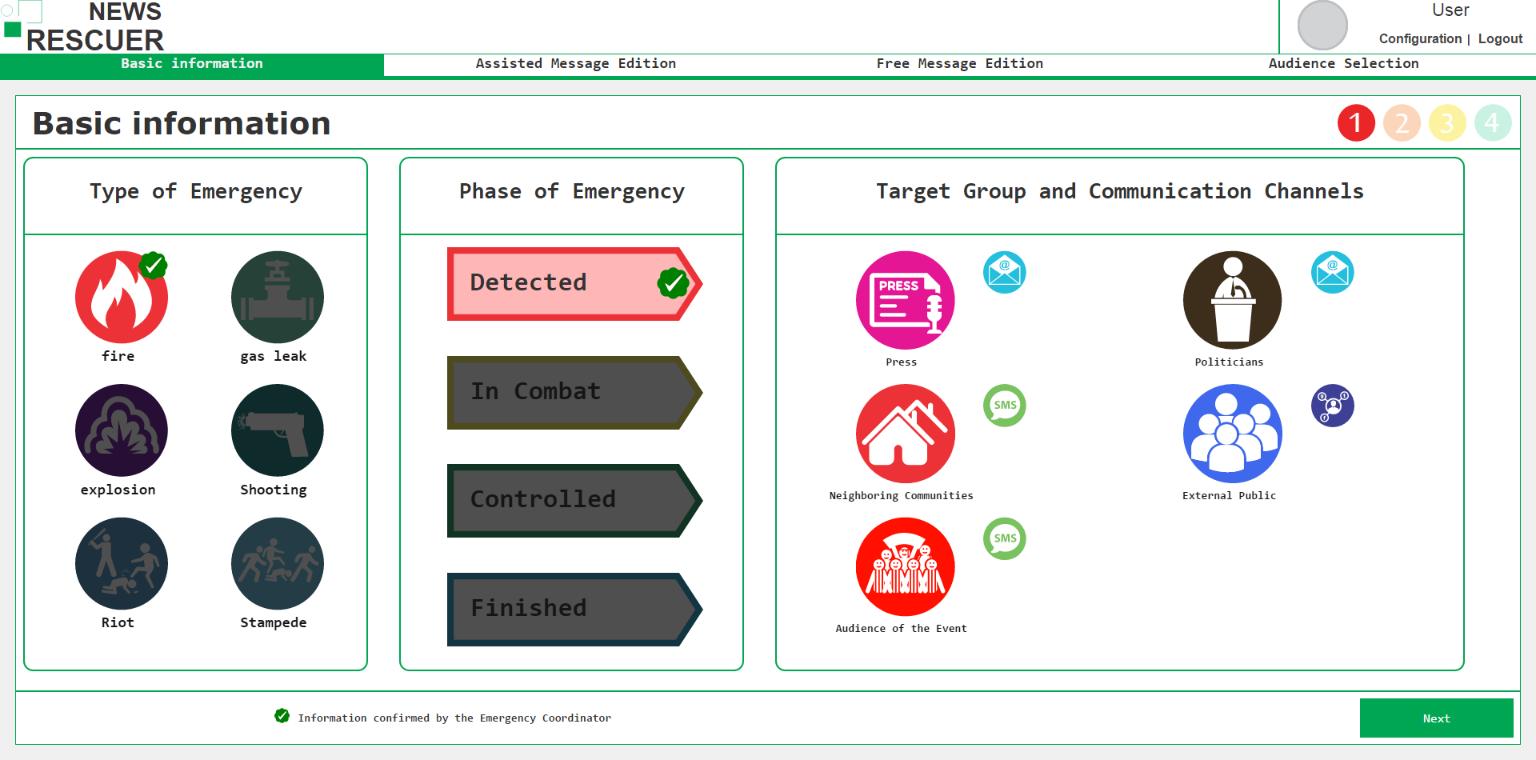 NEWS
RESCUER
User
Configuration | Logout
Basic information
Assisted Message Edition
Free Message Edition
Audience Selection
Basic information
1 2 3 4
Type of Emergency
fire
gas leak
explosion
Shooting
Riot
Stampede
Phase of Emergency
Detected
In Combat
Controlled
Finished
Target Group and Communication Channels
PRESS
@
@
Press
Politicians
SMS
Neighboring Communities
External Public
SMS
Audience of the Event
Information confirmed by the Emergency Coordinator
Next